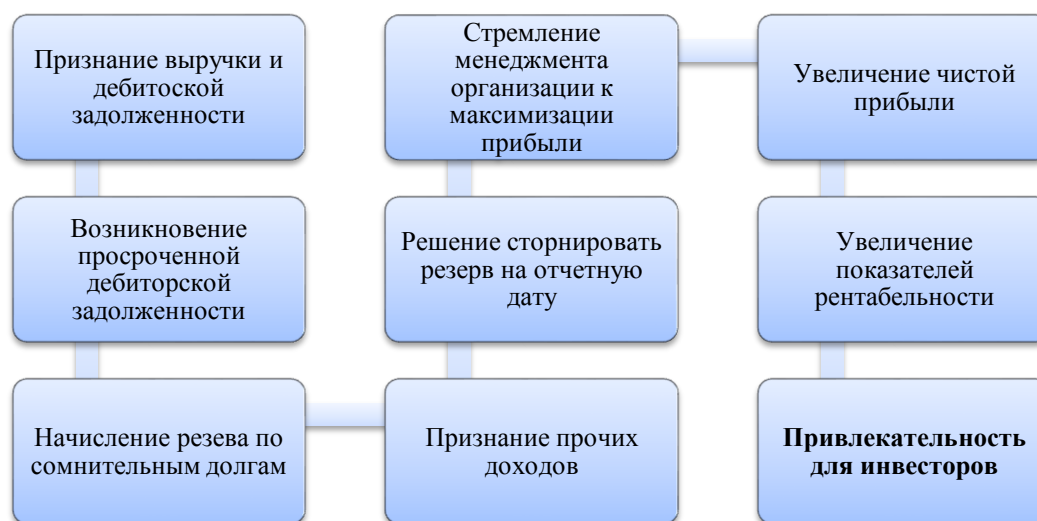 Признание выручки и
дебитоской
задолженности
Возникновение
просроченной
дебиторской
задолженности
Начисление резева по
сомнительным долгам
Признание прочих
доходов
Решение сторнировать
резерв на отчетную
дату
Стремление
менеджмента
организации к
максимизации
прибыли
Увеличение чистой
прибыли
Увеличение
показателей
рентабельности
Привлекательность
для инвесторов